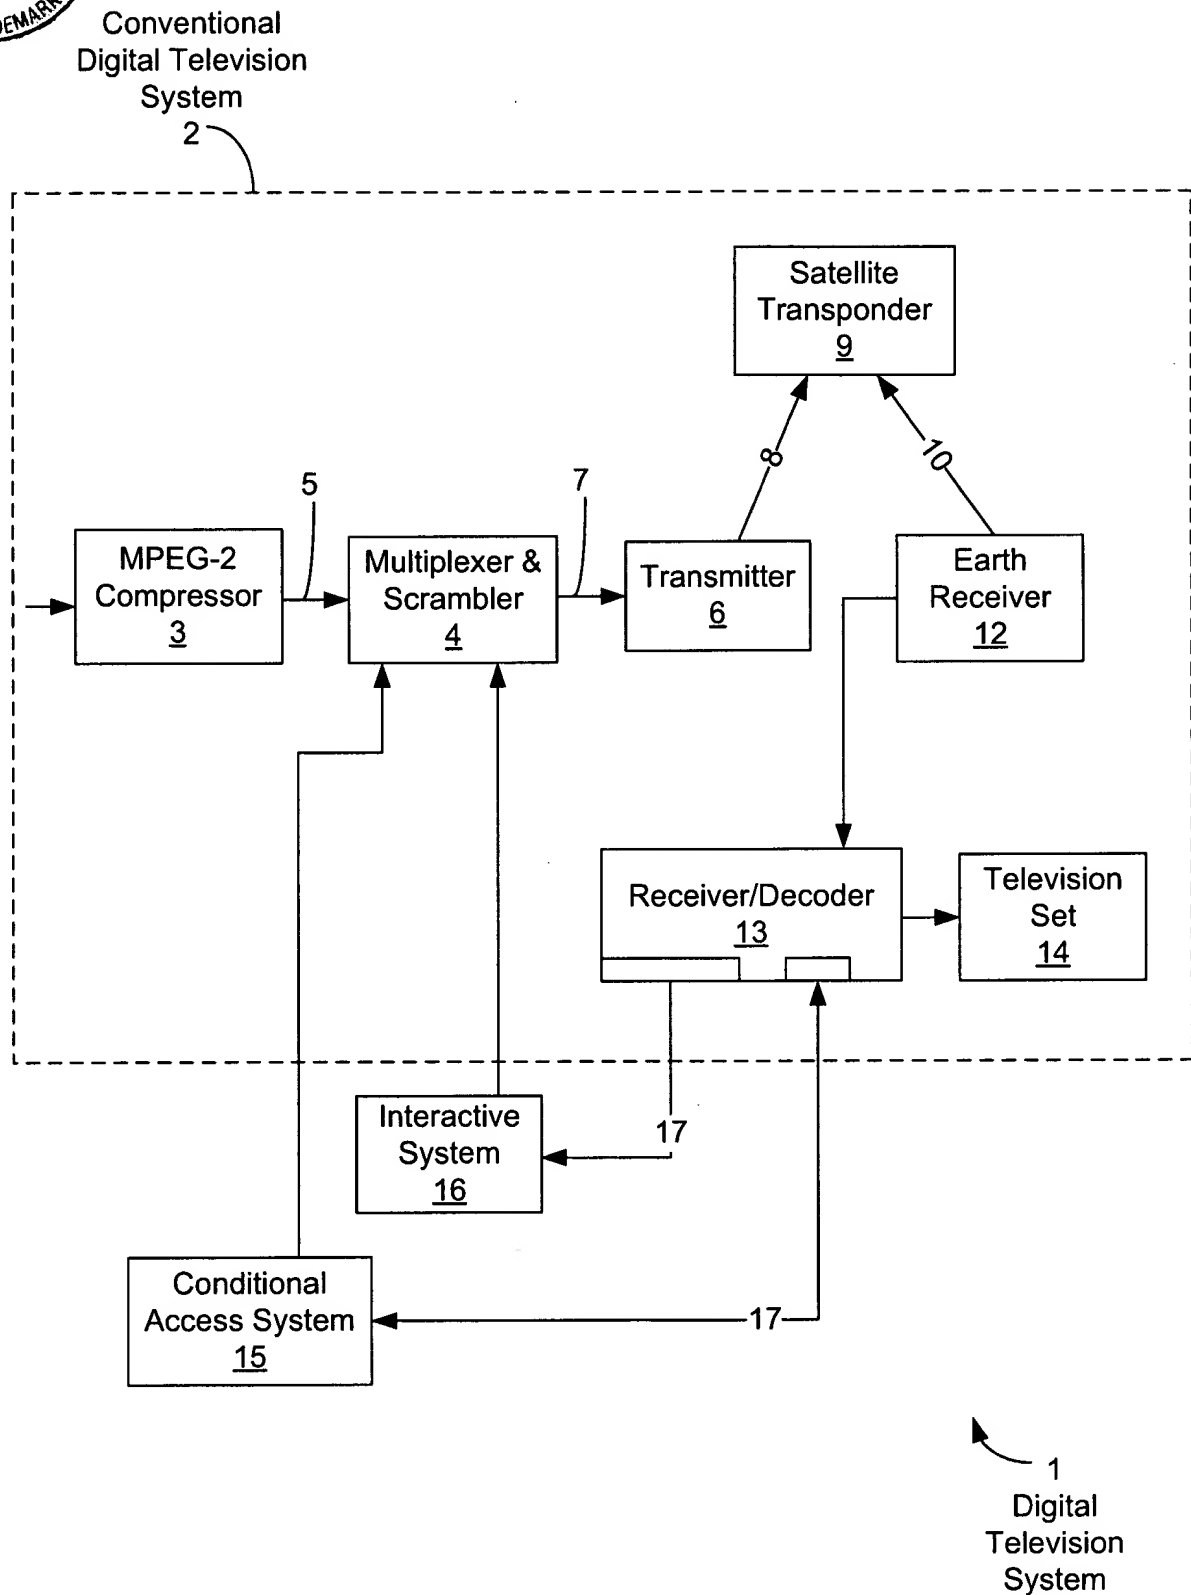 Conventional
Digital Television
System
2
Satellite
Transponder
9
8
10
5
7
MPEG-2
Compressor
3
Multiplexer &
Scrambler
4
Transmitter
6
Earth
Receiver
12
Receiver/Decoder
13
Television
Set
14
Interactive
System
16
17
Conditional
Access System
15
17
1
Digital
Television
System